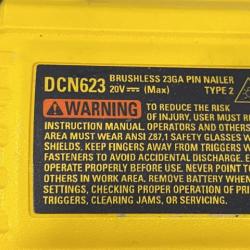 DCN623 BRUSHLESS 23GA PIN NAILER
20V⎓ (Max) TYPE 2
WARNING TO REDUCE THE RISK
OF INJURY, USER MUST R
INSTRUCTION MANUAL. OPERATORS AND OTHERS
AREA MUST WEAR ANSI Z87.1 SAFETY GLASSES W
SHIELDS. KEEP FINGERS AWAY FROM TRIGGERS W
FASTENERS TO AVOID ACCIDENTAL DISCHARGE.
OPERATE PROPERLY BEFORE USE. NEVER POINT TO
OTHERS IN WORK AREA. REMOVE BATTERY WHEN
SETTINGS, CHECKING PROPER OPERATION OF
TRIGGERS, CLEARING JAMS, OR SERVICING.